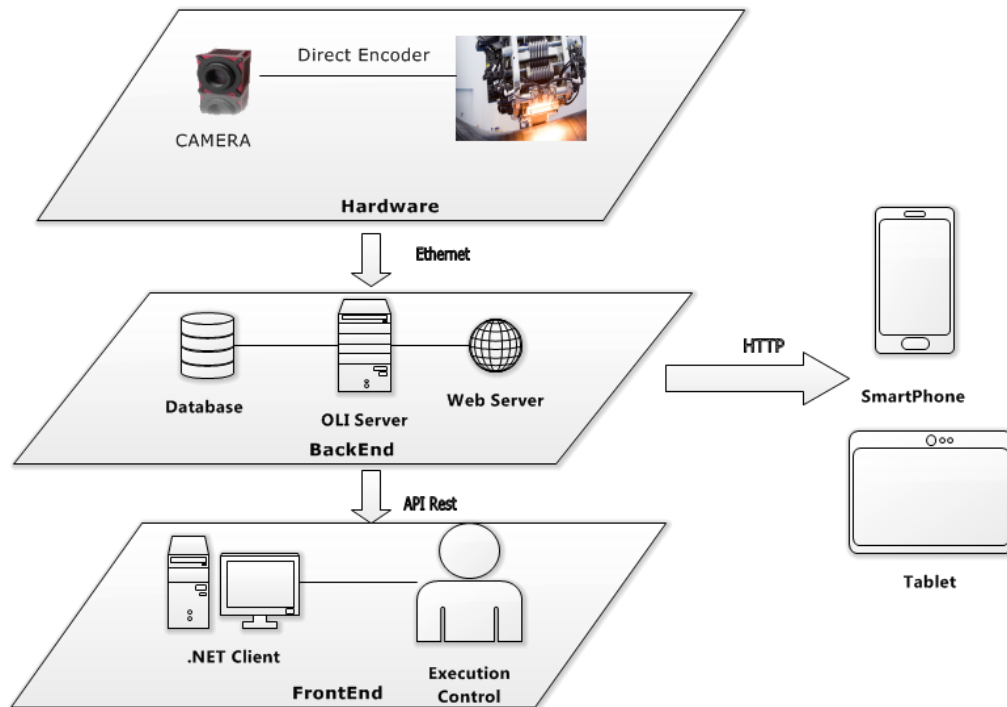 Direct Encoder
CAMERA
Hardware
Ethernet
Database
OLI Server
Web Server
BackEnd
HTTP
SmartPhone
Tablet
API Rest
.NET Client
Execution
Control
FrontEnd